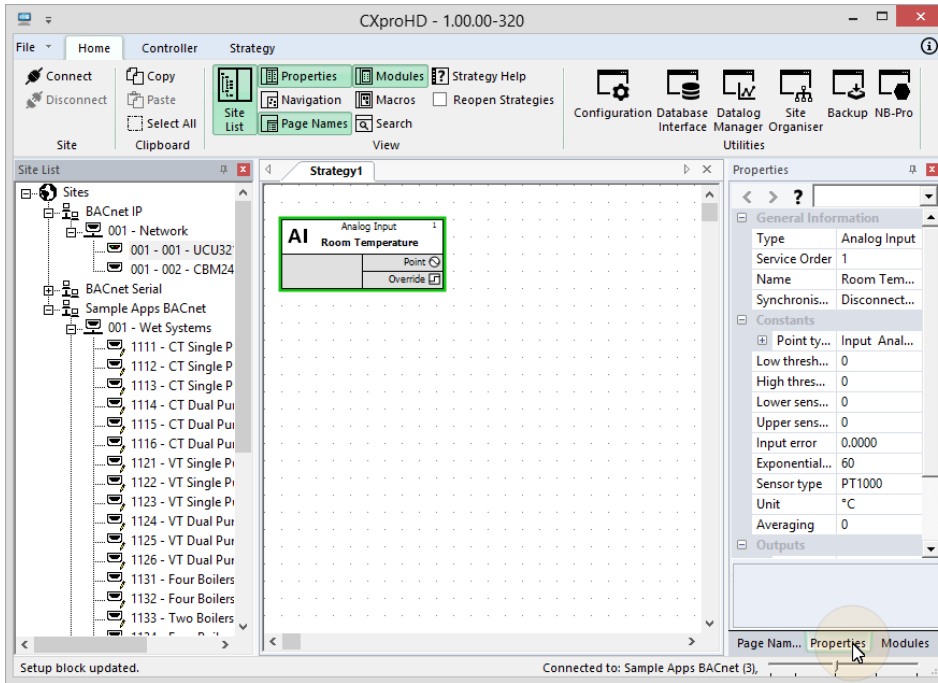 CXproHD - 1.00.00-320
File Home Controller Strategy
Connect
Disconnect
Site
Copy
Paste
Select All
Clipboard
Site List
Properties Modules Strategy Help
Navigation Macros Reopen Strategies
Page Names Search
View
Configuration Database Interface Datalog Manager Site Organiser Backup NB-Pro
Utilities
Site List
Sites
BACnet IP
001 - Network
001 - 001 - UCU32
001 - 002 - CBM24
BACnet Serial
Sample Apps BACnet
001 - Wet Systems
1111 - CT Single P
1112 - CT Single P
1113 - CT Single P
1114 - CT Dual Pu
1115 - CT Dual Pu
1116 - CT Dual Pu
1121 - VT Single P
1122 - VT Single P
1123 - VT Single P
1124 - VT Dual Pu
1125 - VT Dual Pu
1126 - VT Dual Pu
1131 - Four Boilers
1132 - Four Boilers
1133 - Two Boilers
Strategy1
Analog Input 1
AI Room Temperature
Point
Override
Properties
?
General Information
Type Analog Input
Service Order 1
Name Room Tem...
Synchronis... Disconnect...
Constants
Point ty... Input Anal...
Low thresh... 0
High thres... 0
Lower sens... 0
Upper sens... 0
Input error 0.0000
Exponential... 60
Sensor type PT1000
Unit °C
Averaging 0
Outputs
Page Nam... Properties Modules
Setup block updated. Connected to: Sample Apps BACnet (3),